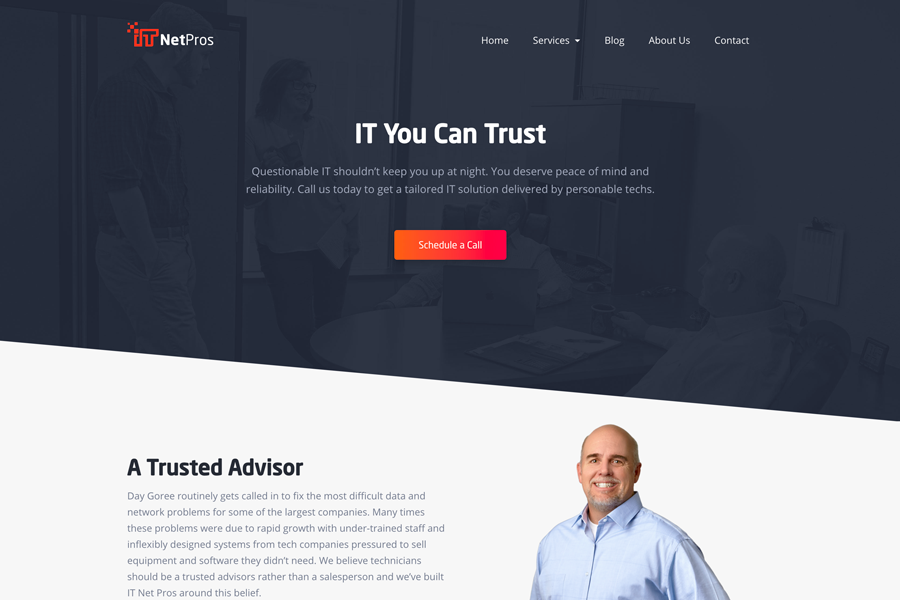 iT NetPros
Home Services Blog About Us Contact
IT You Can Trust
Questionable IT shouldn't keep you up at night. You deserve peace of mind and
reliability. Call us today to get a tailored IT solution delivered by personable techs.
Schedule a Call
A Trusted Advisor
Day Goree routinely gets called in to fix the most difficult data and
network problems for some of the largest companies. Many times
these problems were due to rapid growth with under-trained staff and
inflexibly designed systems from tech companies pressured to sell
equipment and software they didn't need. We believe technicians
should be a trusted advisors rather than a salesperson and we've built
IT Net Pros around this belief.